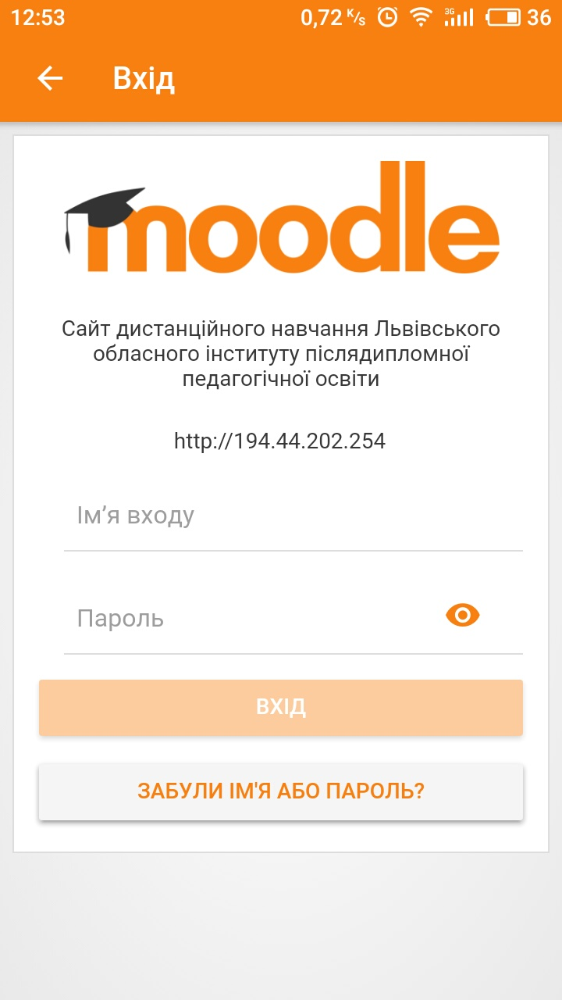 12:53
0,72 K/s
3G
36
Вхід
moodle
Сайт дистанційного навчання Львівського
обласного інституту післядипломної
педагогічної освіти
http://194.44.202.254
Ім’я входу
Пароль
ВХІД
ЗАБУЛИ ІМ'Я АБО ПАРОЛЬ?